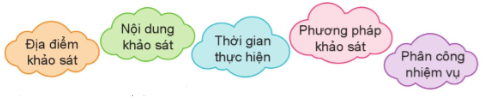 Địa điểm
khảo sát
Nội dung
khảo sát
Thời gian
thực hiện
Phương pháp
khảo sát
Phân công
nhiệm vụ